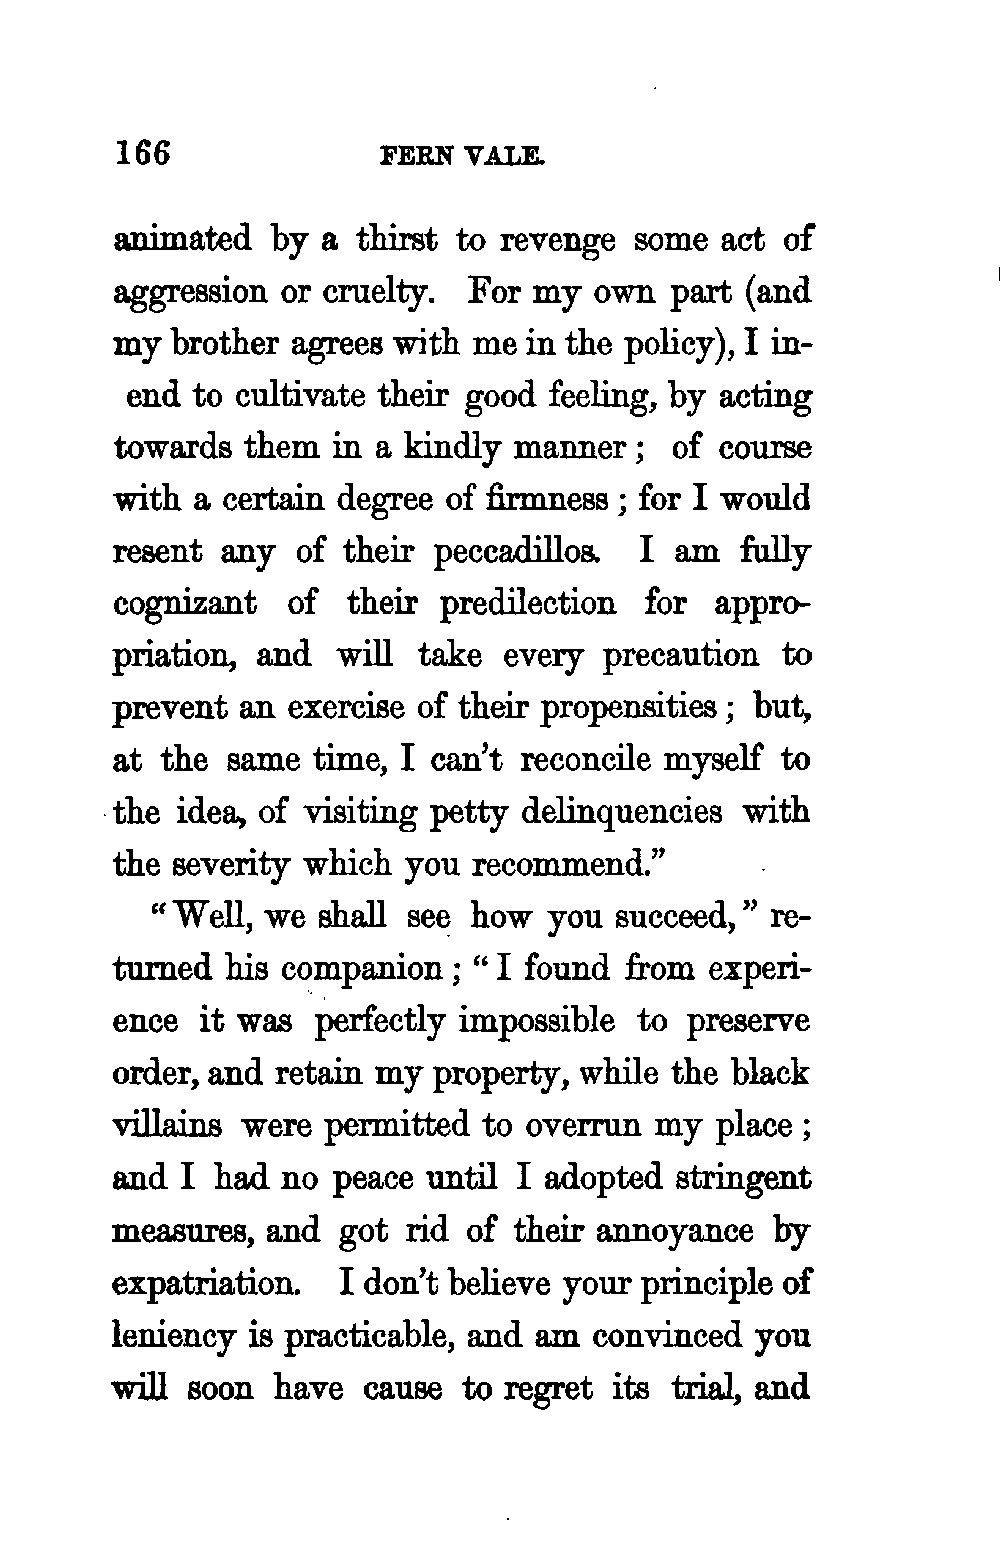 166 FERN VALE.
animated by a thirst to revenge some act of
aggression or cruelty. For my own part (and
my brother agrees with me in the policy), I in-
end to cultivate their good feeling, by acting
towards them in a kindly manner ; of course
with a certain degree of firmness ; for I would
resent any of their peccadillos. I am fully
cognizant of their predilection for appro-
priation, and will take every precaution to
prevent an exercise of their propensities ; but,
at the same time, I can't reconcile myself to
the idea, of visiting petty delinquencies with
the severity which you recommend."
"Well, we shall see how you succeed," re-
turned his companion ; "I found from experi-
ence it was perfectly impossible to preserve
order, and retain my property, while the black
villains were permitted to overrun my place ;
and I had no peace until I adopted stringent
measures, and got rid of their annoyance by
expatriation. I don't believe your principle of
leniency is practicable, and am convinced you
will soon have cause to regret its trial, and